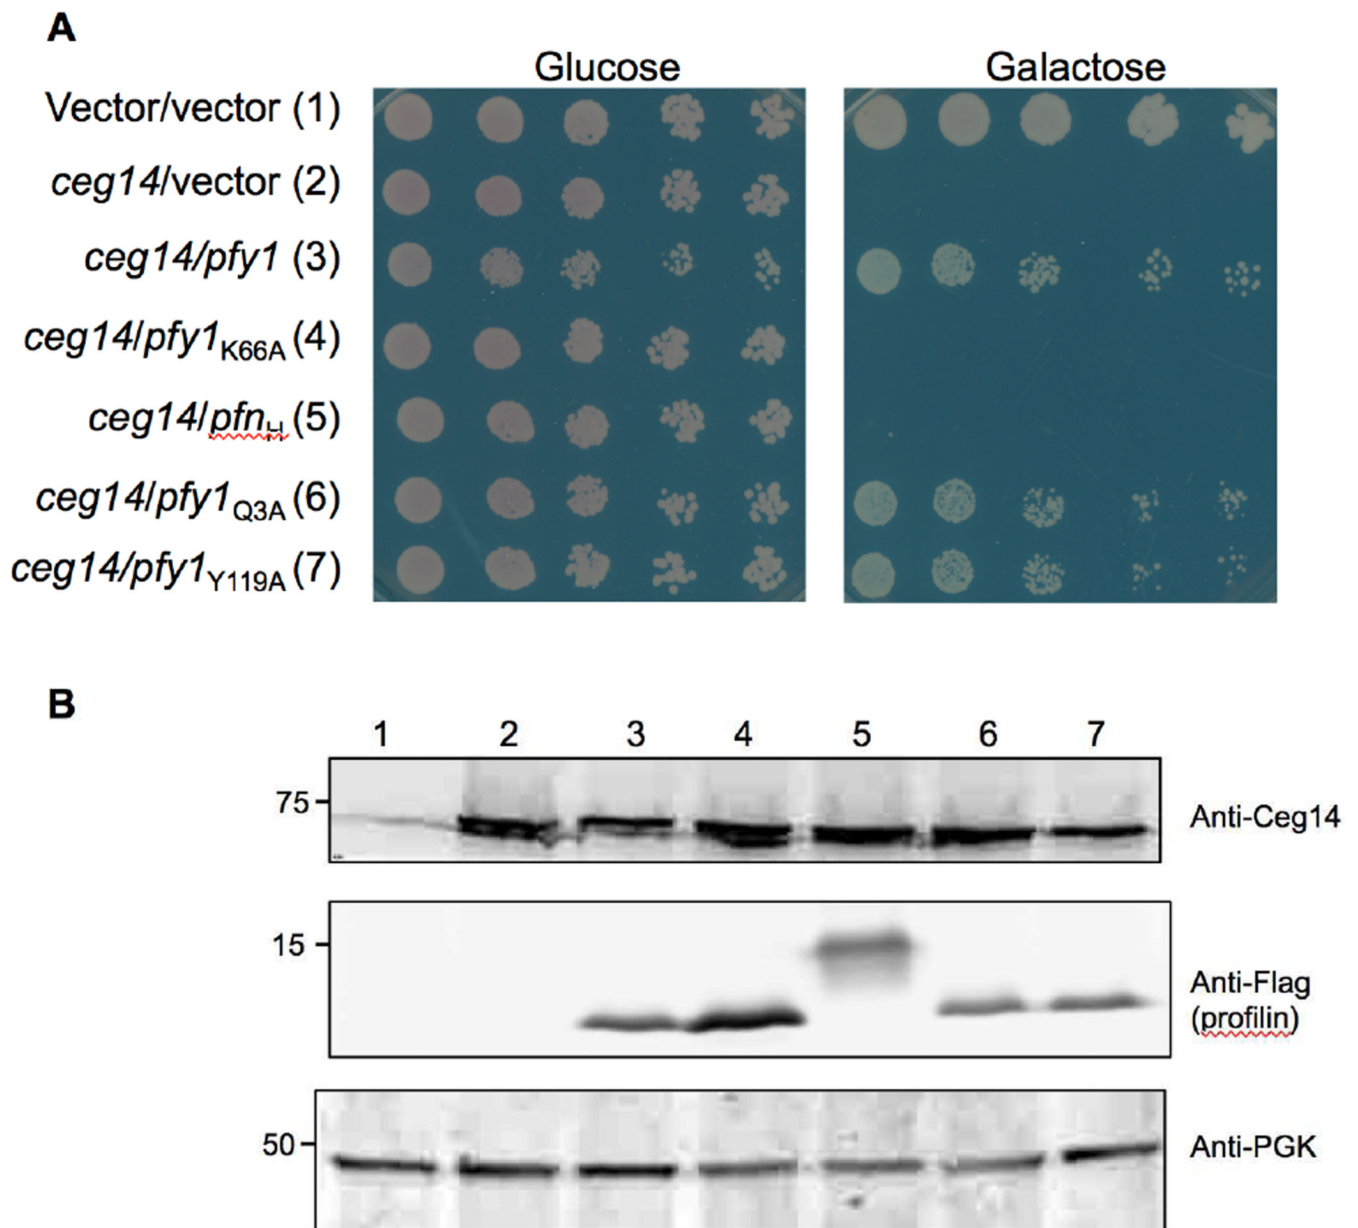 A
Glucose Galactose
Vector/vector (1)
ceg14/vector (2)
ceg14/pfy1 (3)
ceg14/pfy1K66A (4)
ceg14/pfnH (5)
ceg14/pfy1Q3A (6)
ceg14/pfy1Y119A (7)
B
1 2 3 4 5 6 7
75
Anti-Ceg14
15
Anti-Flag
(profilin)
50
Anti-PGK